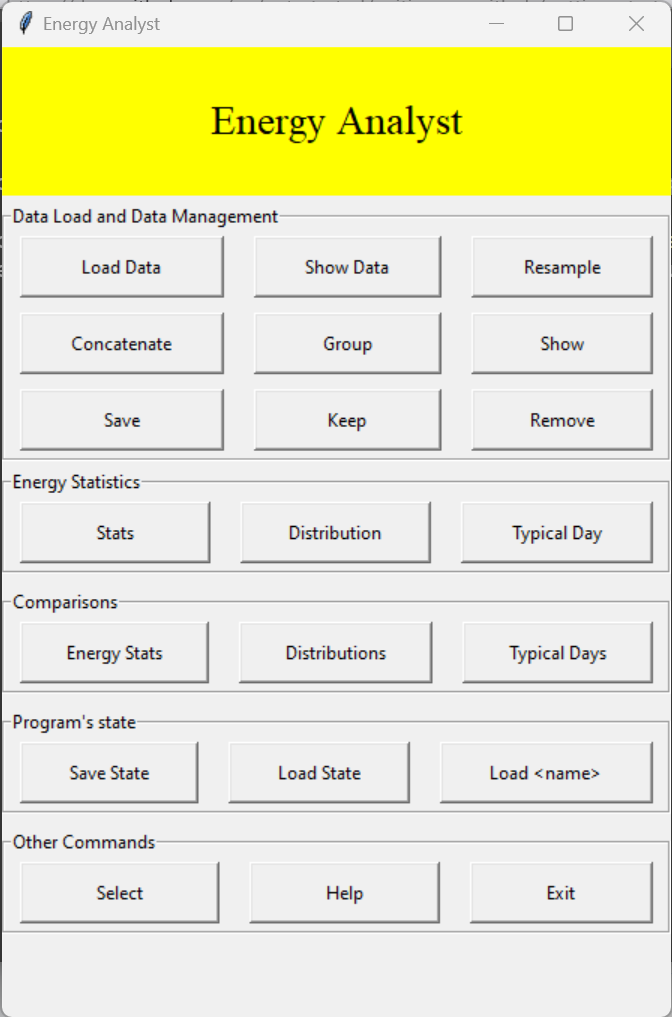 Energy Analyst
Energy Analyst
Data Load and Data Management
Load Data Show Data Resample
Concatenate Group Show
Save Keep Remove
Energy Statistics
Stats Distribution Typical Day
Comparisons
Energy Stats Distributions Typical Days
Program's state
Save State Load State Load <name>
Other Commands
Select Help Exit